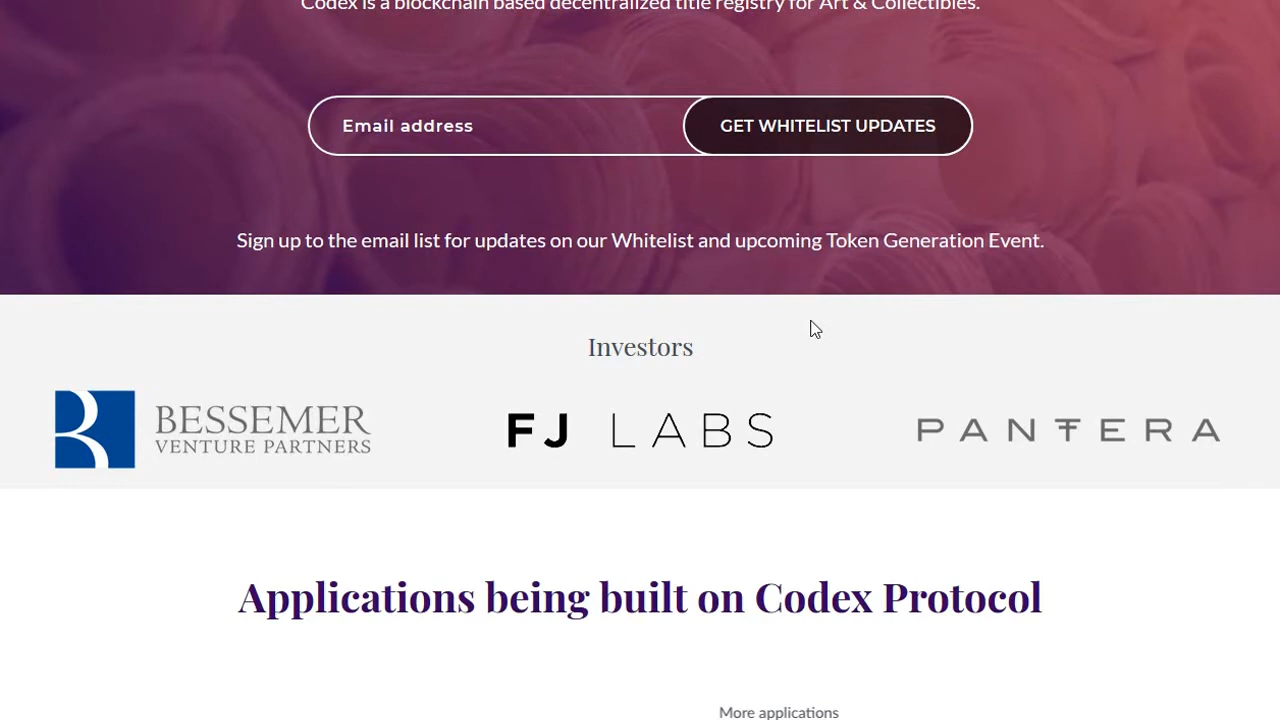 Codex is a blockchain based decentralized title registry for Art & Collectibles.
Email address
GET WHITELIST UPDATES
Sign up to the email list for updates on our Whitelist and upcoming Token Generation Event.
Investors
BESSEMER
VENTURE PARTNERS
FJ LABS
PANTERA
Applications being built on Codex Protocol
More applications